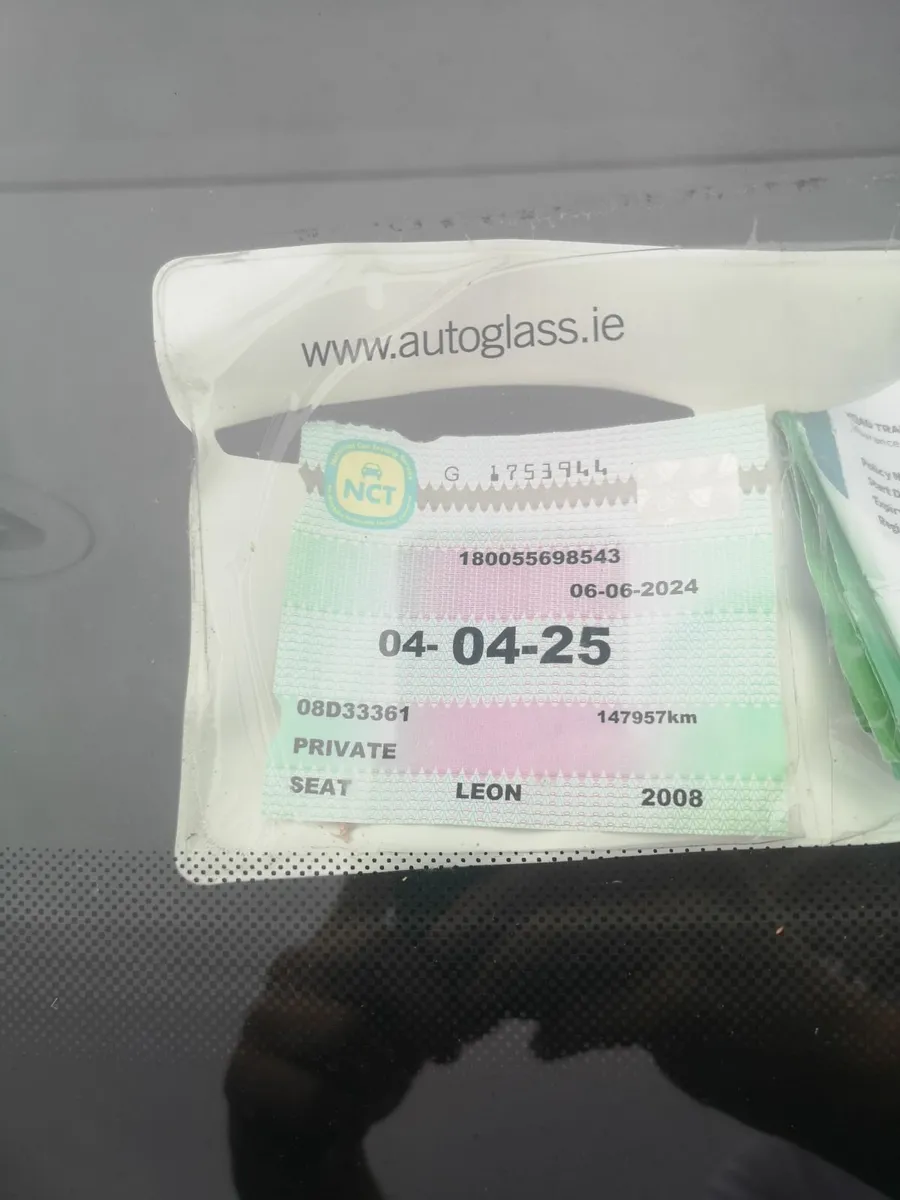 www.autoglass.ie
NCT
G 1753944
180055698543
06-06-2024
04- 04-25
08D33361 147957km
PRIVATE
SEAT LEON 2008